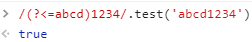 > /(?<=abcd)1234/.test('abcd1234')
<· true